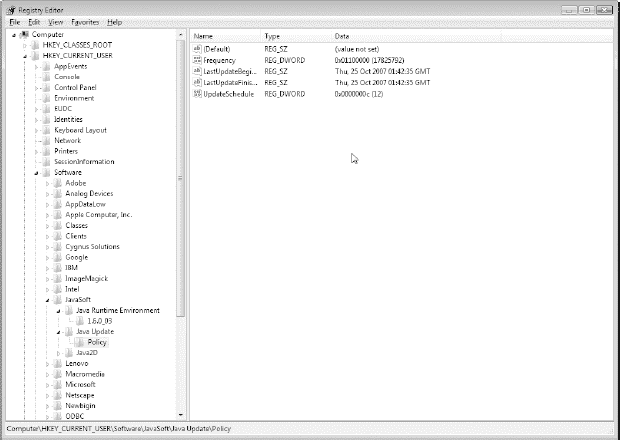 Registry Editor
File Edit View Favorites Help
Computer
HKEY_CLASSES_ROOT
HKEY_CURRENT_USER
AppEvents
Console
Control Panel
Environment
EUDC
Identities
Keyboard Layout
Network
Printers
SessionInformation
Software
Adobe
Analog Devices
AppDataLow
Apple Computer, Inc.
Classes
Clients
Cygnus Solutions
Google
IBM
ImageMagick
Intel
JavaSoft
Java Runtime Environment
1.6.0_03
Java Update
Policy
Java2D
Lenovo
Macromedia
Microsoft
Netscape
Newbigin
ODBC
Name Type Data
(Default) REG_SZ (value not set)
Frequency REG_DWORD 0x01100000 (17825792)
LastUpdateBegi... REG_SZ Thu, 25 Oct 2007 01:42:35 GMT
LastUpdateFinis... REG_SZ Thu, 25 Oct 2007 01:42:35 GMT
UpdateSchedule REG_DWORD 0x0000000c (12)
Computer\HKEY_CURRENT_USER\Software\JavaSoft\Java Update\Policy